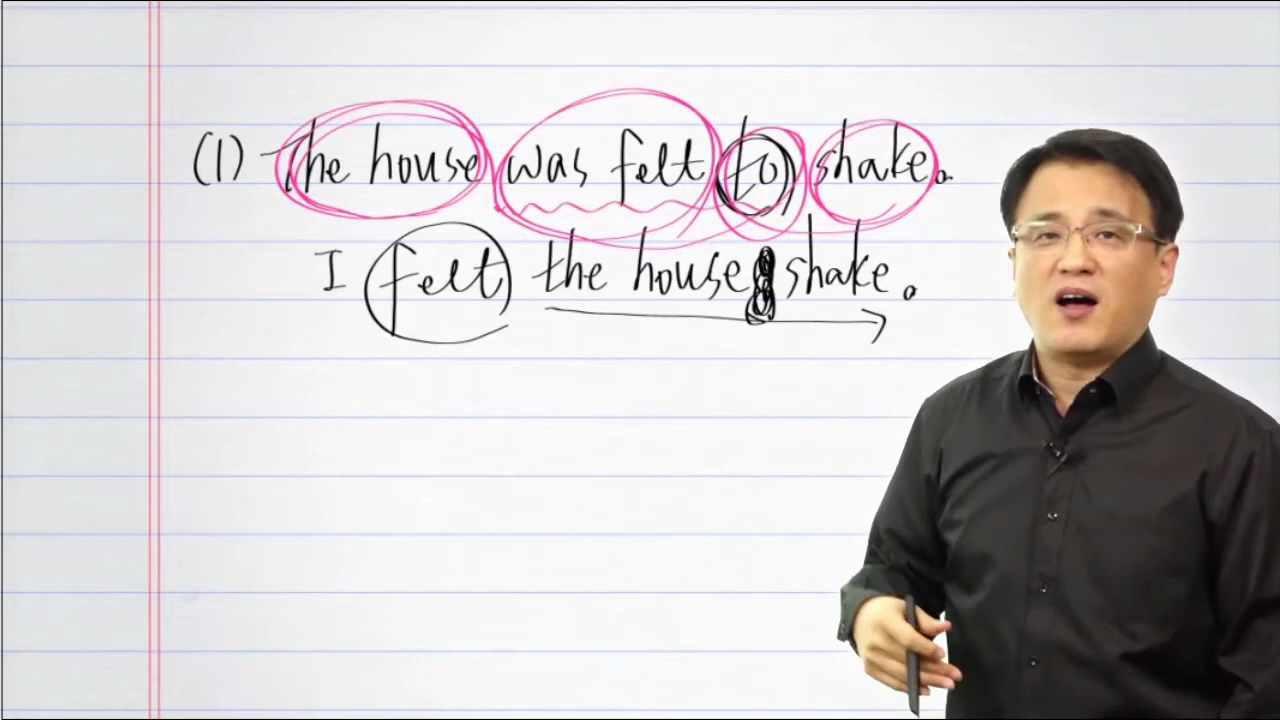 (1) The house was felt to shake.
I felt the house shake.